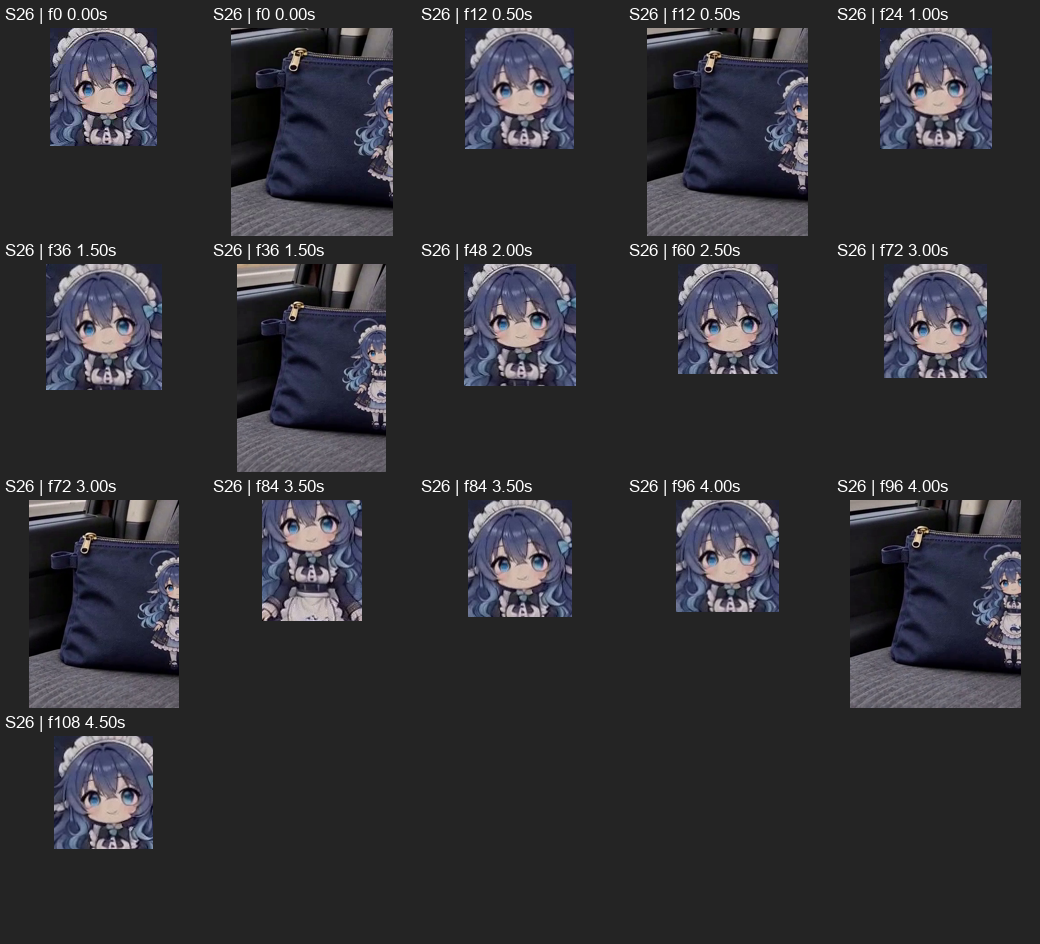 S26 | f0 0.00s
S26 | f0 0.00s
S26 | f12 0.50s
S26 | f12 0.50s
S26 | f24 1.00s
S26 | f36 1.50s
S26 | f36 1.50s
S26 | f48 2.00s
S26 | f60 2.50s
S26 | f72 3.00s
S26 | f72 3.00s
S26 | f84 3.50s
S26 | f84 3.50s
S26 | f96 4.00s
S26 | f96 4.00s
S26 | f108 4.50s